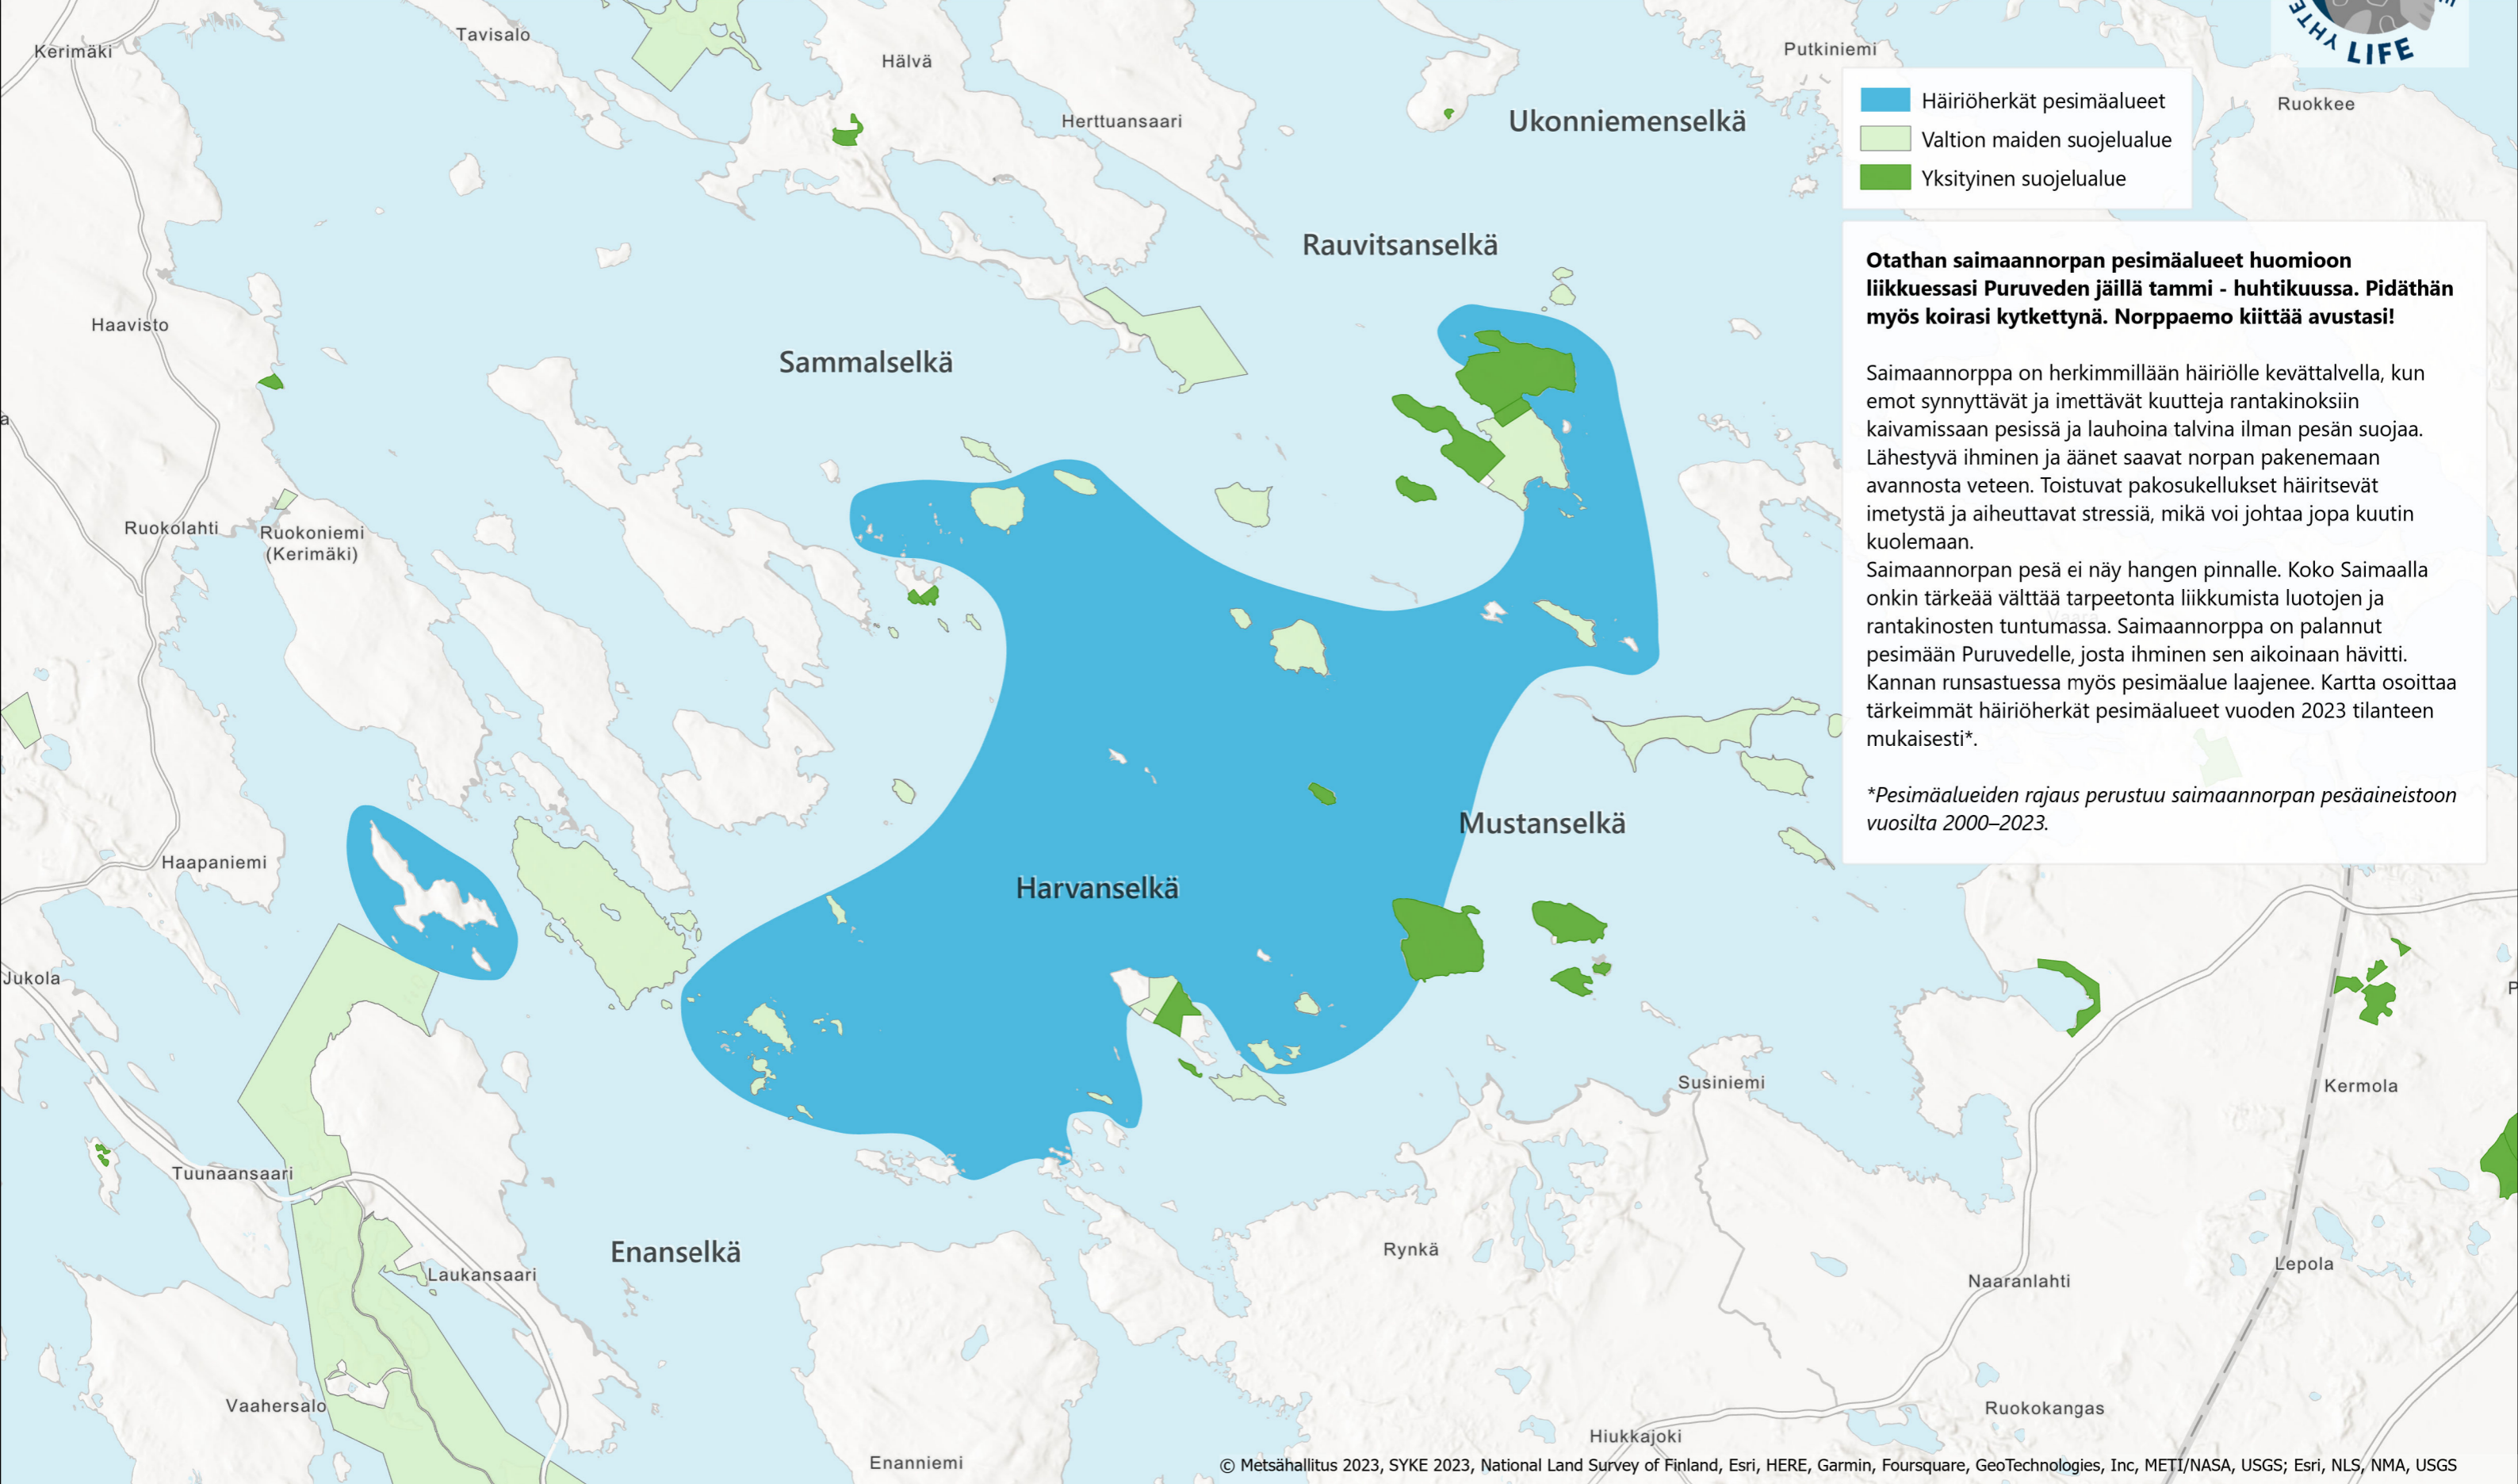 YHTE
LIFE
Kerimäki
Tavisalo
Hälvä
Herttuansaari
Ukonniemenselkä
Putkiniemi
Ruokkee
Häiriöherkät pesimäalueet
Valtion maiden suojelualue
Yksityinen suojelualue
Rauvitsanselkä
Haavisto
Sammalselkä
Otathan saimaannorpan pesimäalueet huomioon
liikkuessasi Puruveden jäillä tammi - huhtikuussa. Pidäthän
myös koirasi kytkettynä. Norppaemo kiittää avustasi!
Saimaannorppa on herkimmillään häiriölle kevättalvella, kun
emot synnyttävät ja imettävät kuutteja rantakinoksiin
kaivamissaan pesissä ja lauhoina talvina ilman pesän suojaa.
Lähestyvä ihminen ja äänet saavat norpan pakenemaan
avannosta veteen. Toistuvat pakosukellukset häiritsevät
imetystä ja aiheuttavat stressiä, mikä voi johtaa jopa kuutin
kuolemaan.
Saimaannorpan pesä ei näy hangen pinnalle. Koko Saimaalla
onkin tärkeää välttää tarpeetonta liikkumista luotojen ja
rantakinosten tuntumassa. Saimaannorppa on palannut
pesimään Puruvedelle, josta ihminen sen aikoinaan hävitti.
Kannan runsastuessa myös pesimäalue laajenee. Kartta osoittaa
tärkeimmät häiriöherkät pesimäalueet vuoden 2023 tilanteen
mukaisesti*.
*Pesimäalueiden rajaus perustuu saimaannorpan pesäaineistoon
vuosilta 2000–2023.
Ruokolahti
Ruokoniemi
(Kerimäki)
Mustanselkä
Haapaniemi
Harvanselkä
Jukola
Susiniemi
Kermola
Tuunaansaari
Enanselkä
Rynkä
Lepola
Laukansaari
Naaranlahti
Vaahersalo
Ruokokangas
Hiukkajoki
Enanniemi
© Metsähallitus 2023, SYKE 2023, National Land Survey of Finland, Esri, HERE, Garmin, Foursquare, GeoTechnologies, Inc, METI/NASA, USGS; Esri, NLS, NMA, USGS